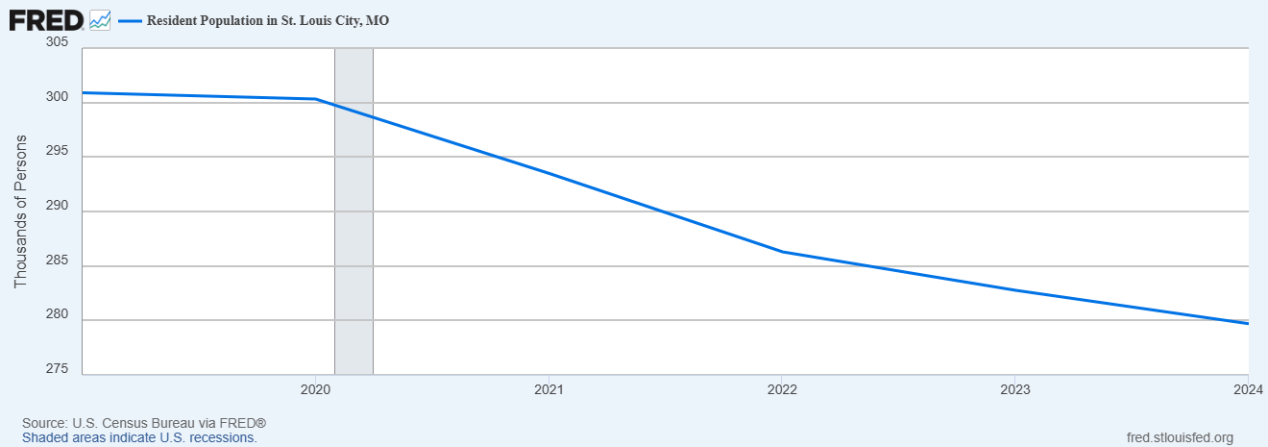 FRED Resident Population in St. Louis City, MO
305
300
295
290
285
280
275
Thousands of Persons
2020 2021 2022 2023 2024
Source: U.S. Census Bureau via FRED®
Shaded areas indicate U.S. recessions.
fred.stlouisfed.org